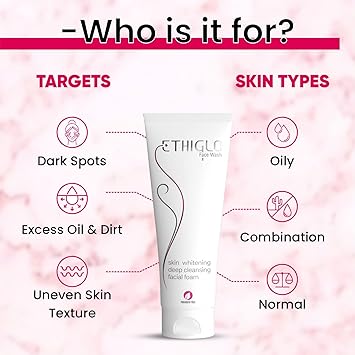 -Who is it for?
TARGETS
Dark Spots
Excess Oil & Dirt
Uneven Skin
Texture
ETHIGLO
Face Wash
skin whitening
deep cleansing
facial foam
SKIN TYPES
Oily
Combination
Normal